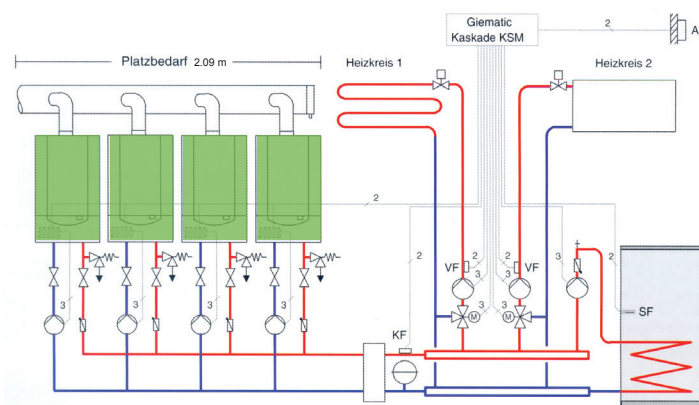 Giematic
Kaskade KSM
2
A
Platzbedarf 2.09 m
Heizkreis 1
Heizkreis 2
2
2
2
2
2
VF
VF
3
3
3
3
3
M
M
SF
3
3
3
3
KF